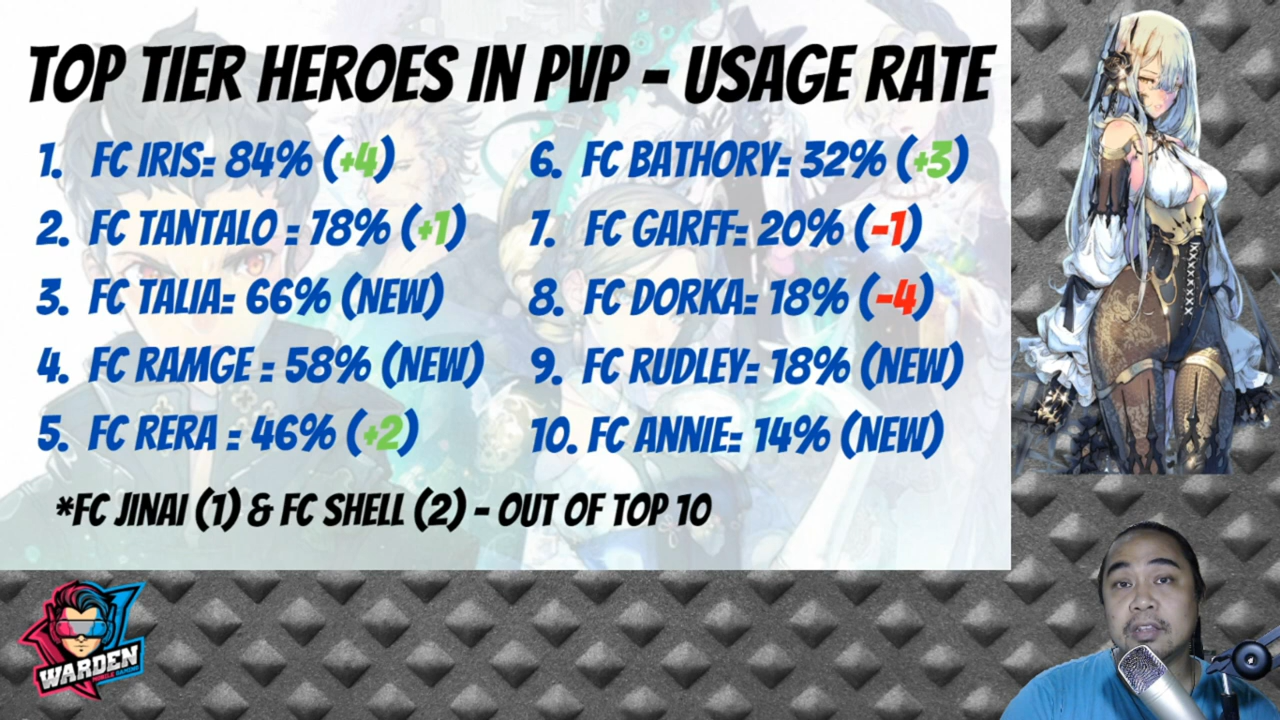 TOP TIER HEROES IN PVP - USAGE RATE
1. FC IRIS= 84% (+4)
2. FC TANTALO = 78% (+1)
3. FC TALIA= 66% (NEW)
4. FC RAMGE = 58% (NEW)
5. FC RERA = 46% (+2)
6. FC BATHORY= 32% (+3)
7. FC GARFF= 20% (-1)
8. FC DORKA= 18% (-4)
9. FC RUDLEY= 18% (NEW)
10. FC ANNIE= 14% (NEW)
*FC JINAI (1) & FC SHELL (2) - OUT OF TOP 10
WARDEN
MOBILE GAMING